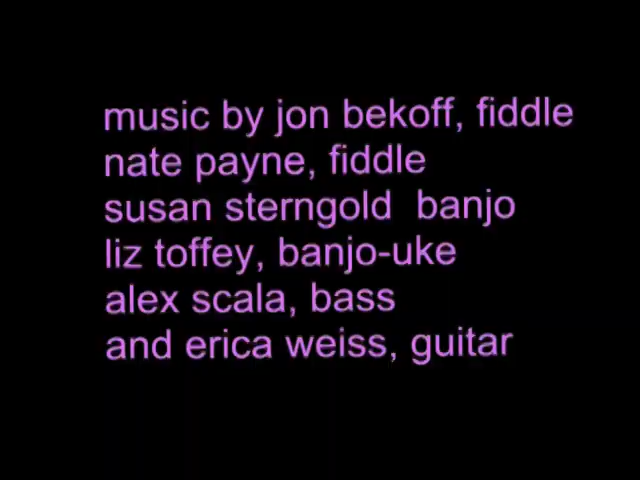 music by jon bekoff, fiddle
nate payne, fiddle
susan sterngold  banjo
liz toffey, banjo-uke
alex scala, bass
and erica weiss, guitar